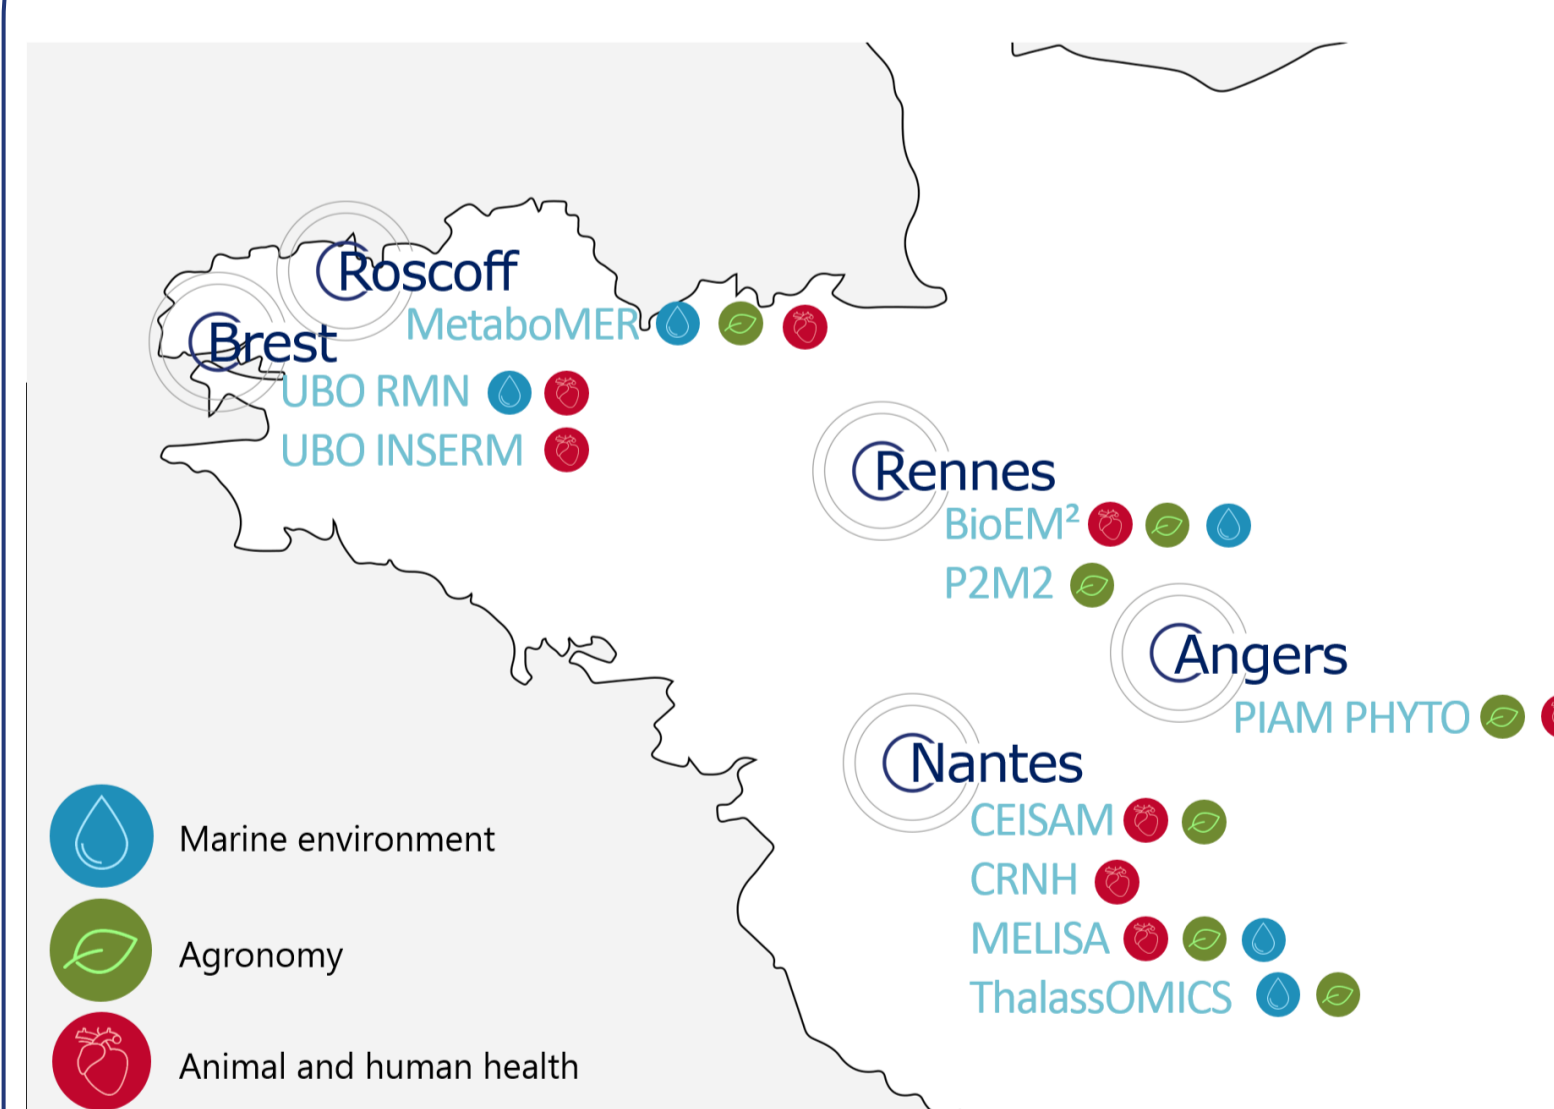 Roscoff
MetaboMER
Brest
UBO RMN
UBO INSERM
Rennes
BioEM²
P2M2
Angers
PIAM PHYTO
Nantes
CEISAM
CRNH
MELISA
ThalassOMICS
Marine environment
Agronomy
Animal and human health